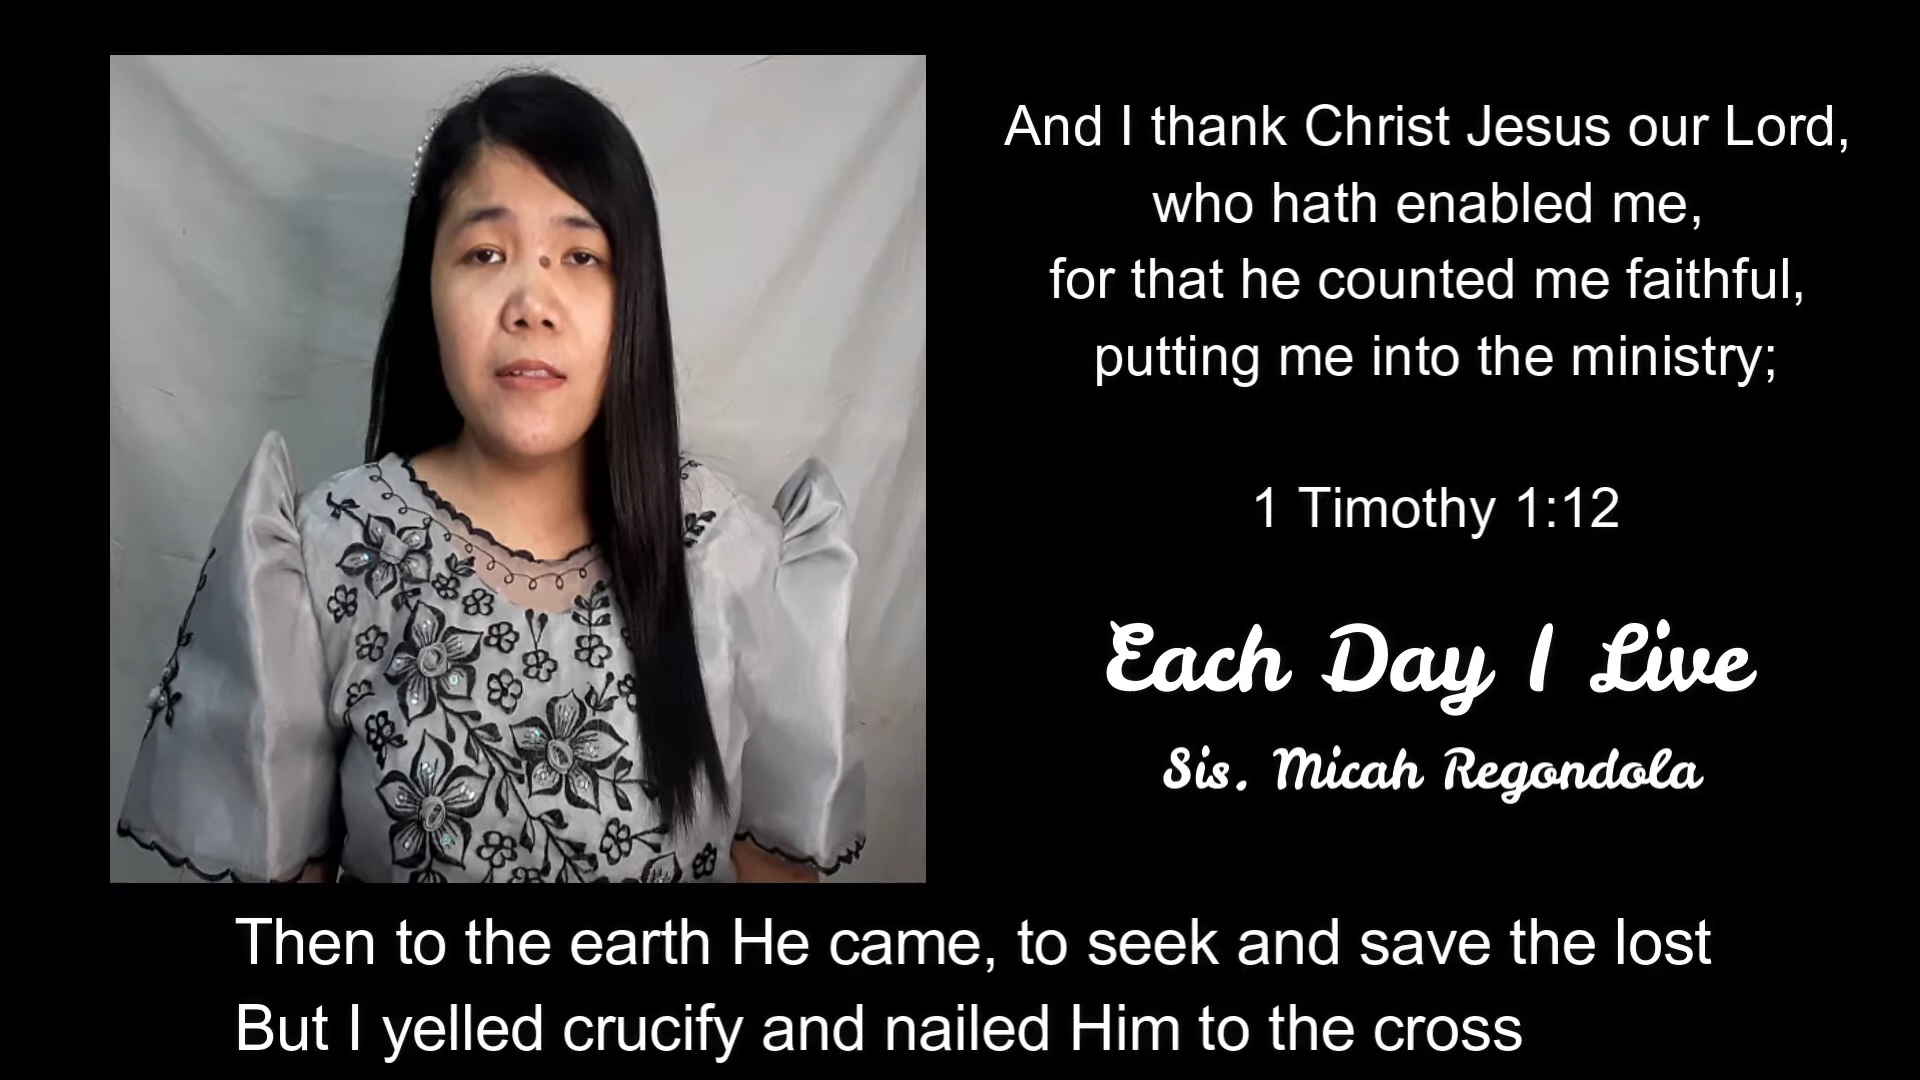 And I thank Christ Jesus our Lord,
who hath enabled me,
for that he counted me faithful,
putting me into the ministry;
1 Timothy 1:12
Each Day I Live
Sis. Micah Regondola
Then to the earth He came, to seek and save the lost
But I yelled crucify and nailed Him to the cross